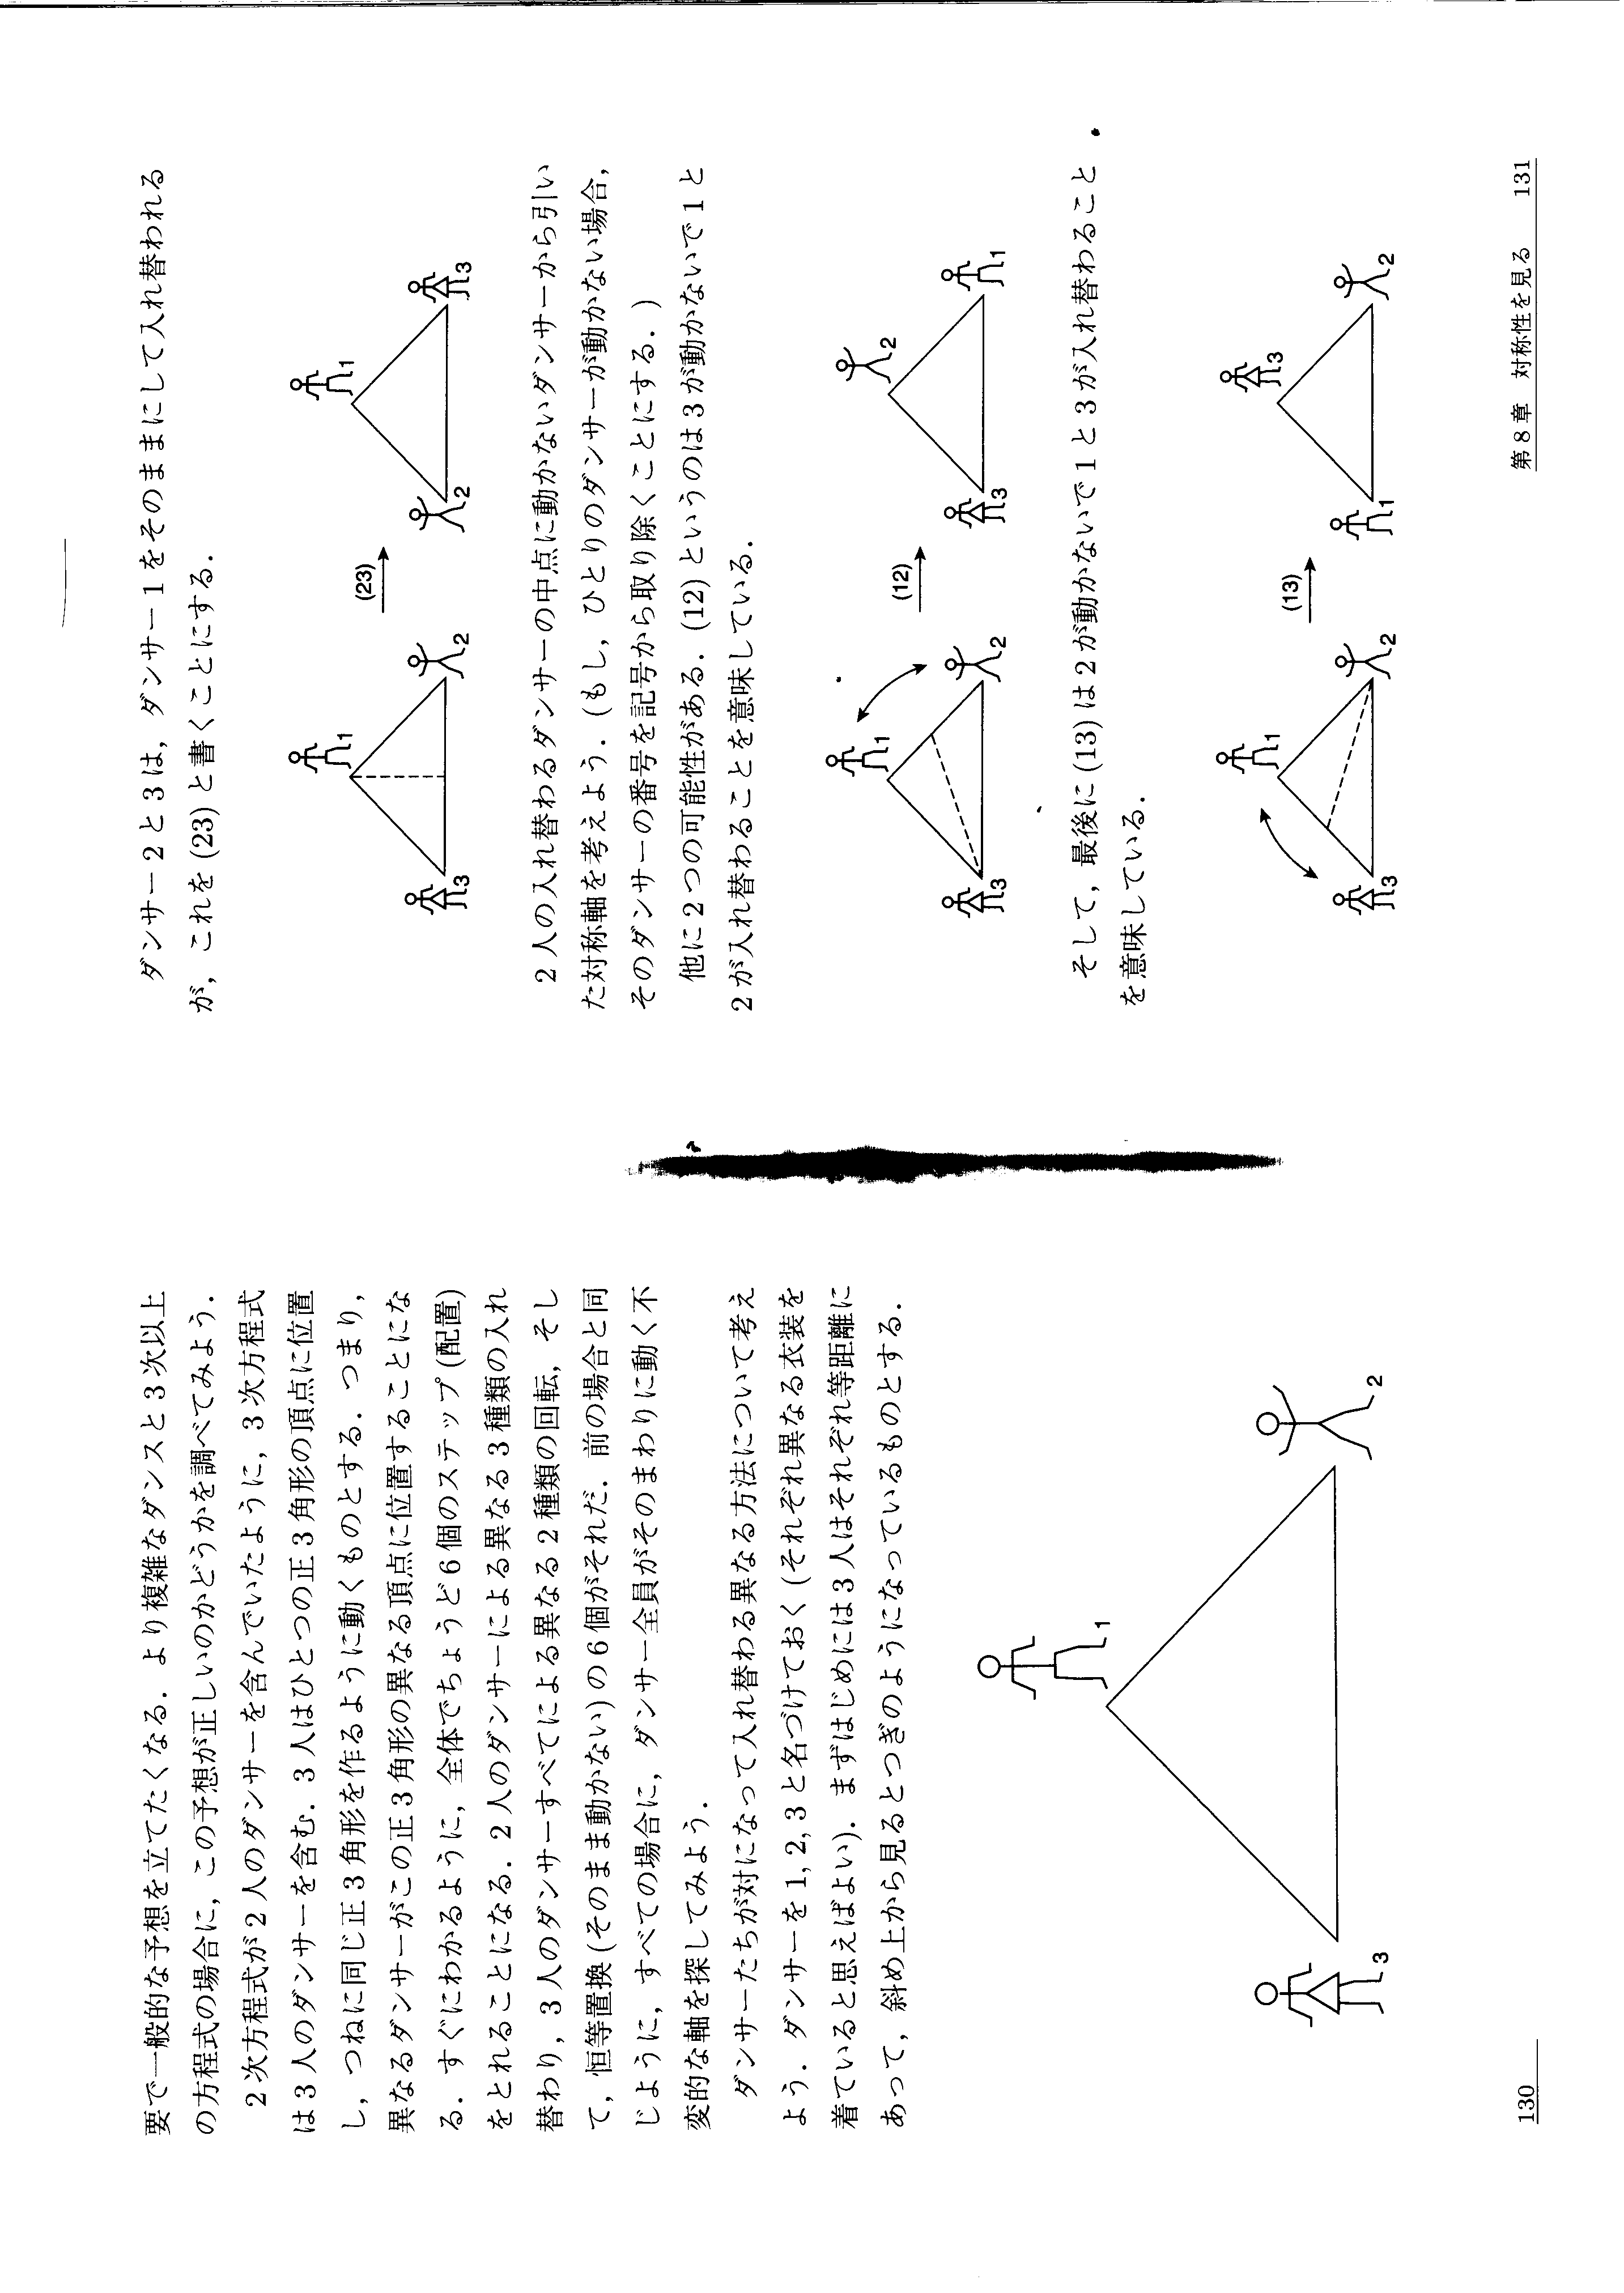 要で一般的な予想を立てたくなる．より複雑なダンスと3次以上
の方程式の場合に，この予想が正しいのかどうかを調べてみよう．
2次方程式が2人のダンサーを含んでいたように，3次方程式
は3人のダンサーを含む．3人はひとつの正3角形の頂点に位置
し，つねに同じ正3角形を作るように動くものとする．つまり，
異なるダンサーがこの正3角形の異なる頂点に位置することにな
る．すぐにわかるように，全体でちょうど6個のステップ(配置)
をとれることになる．2人のダンサーによる異なる3種類の入れ
替わり，3人のダンサーすべてによる異なる2種類の回転，そし
て，恒等置換(そのまま動かない)の6個がそれだ．前の場合と同
じように，すべての場合に，ダンサー全員がそのまわりに動く不
変的な軸を探してみよう．
ダンサーたちが対になって入れ替わる異なる方法について考え
よう．ダンサーを1,2,3と名づけておく(それぞれ異なる衣装を
着ていると思えばよい)．まずはじめには3人はそれぞれ等距離に
あって，斜め上から見るとつぎのようになっているものとする．
1
3
2
130
ダンサー2と3は，ダンサー1をそのままにして入れ替われる
が，これを(23)と書くことにする．
1
3
2
(23)
1
2
3
2人の入れ替わるダンサーの中点に動かないダンサーから引い
た対称軸を考えよう．(もし，ひとりのダンサーが動かない場合，
そのダンサーの番号を記号から取り除くことにする．)
他に2つの可能性がある．(12)というのは3が動かないで1と
2が入れ替わることを意味している．
1
3
2
(12)
2
3
1
そして，最後に(13)は2が動かないで1と3が入れ替わること
を意味している．
1
3
2
(13)
3
1
2
第8章 対称性を見る 131